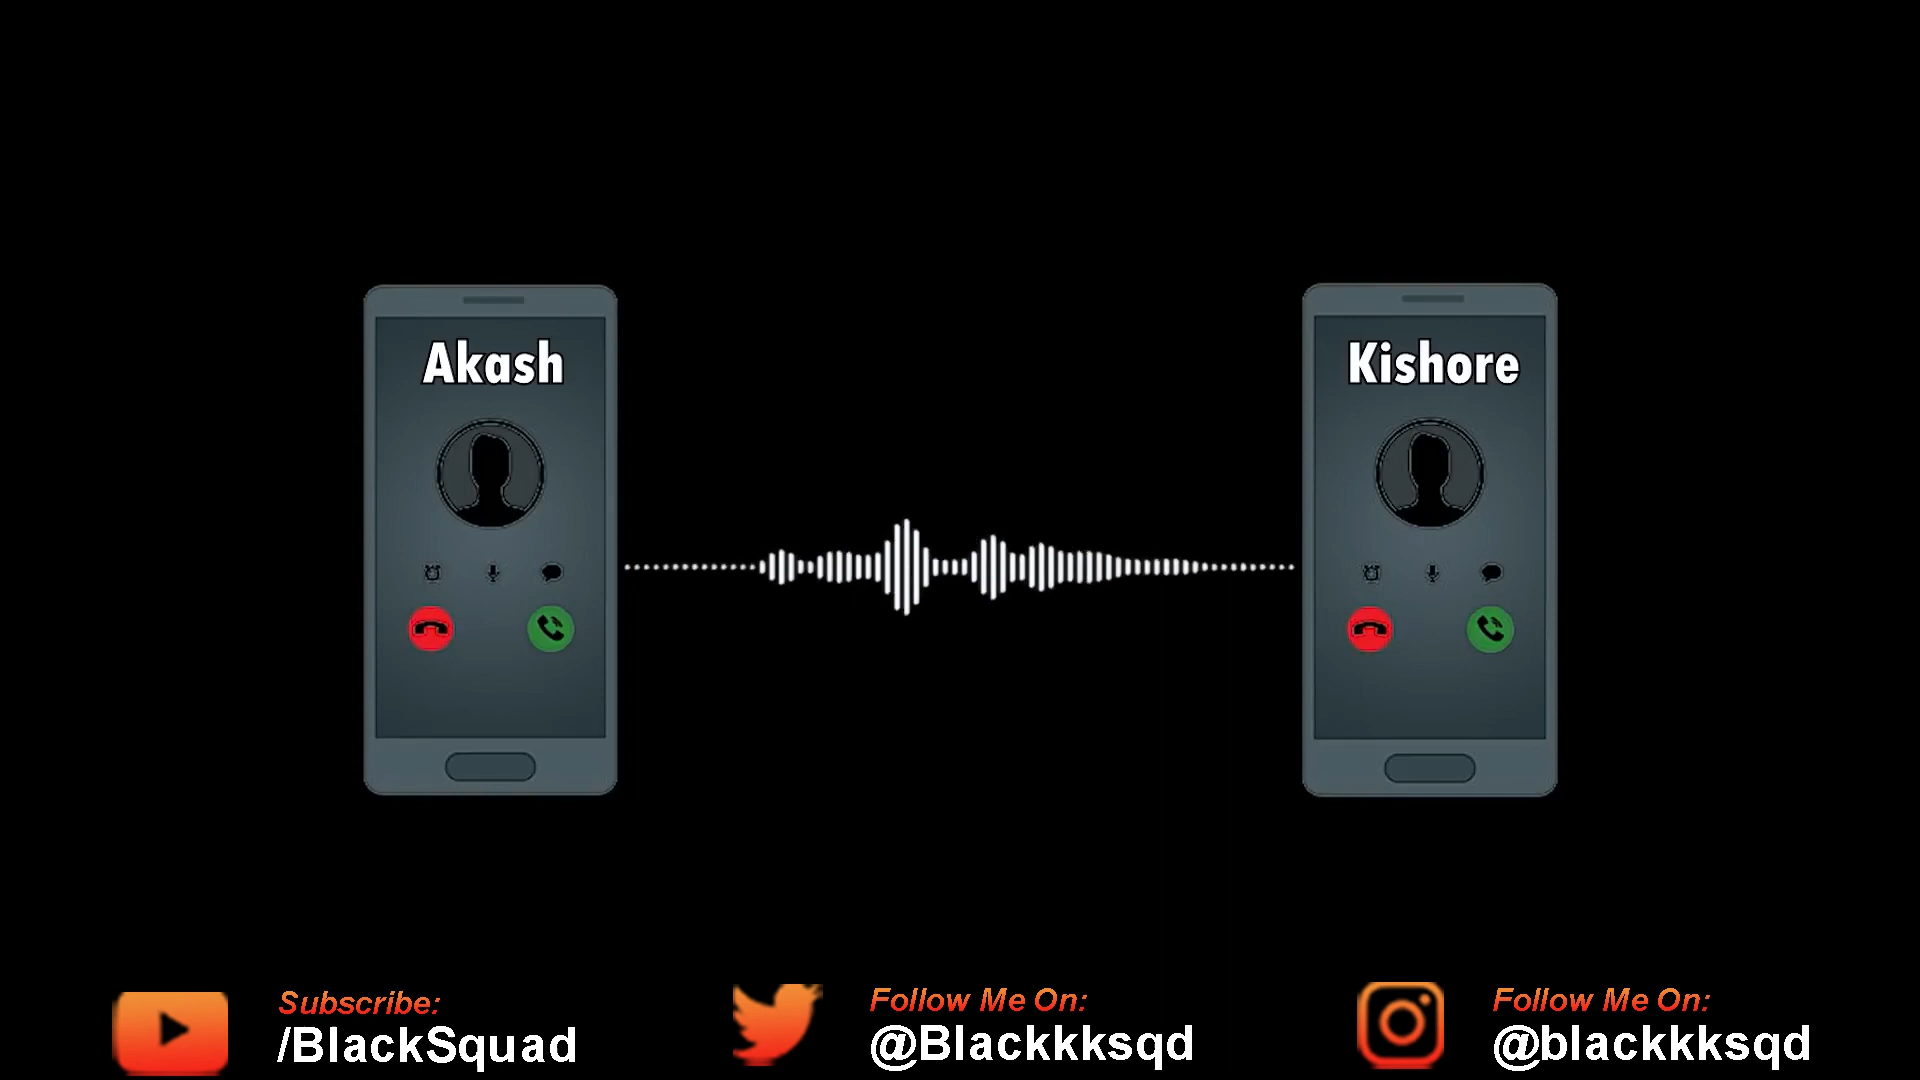 Akash
Kishore
Subscribe:
/BlackSquad
Follow Me On:
@Blackkksqd
Follow Me On:
@blackkksqd